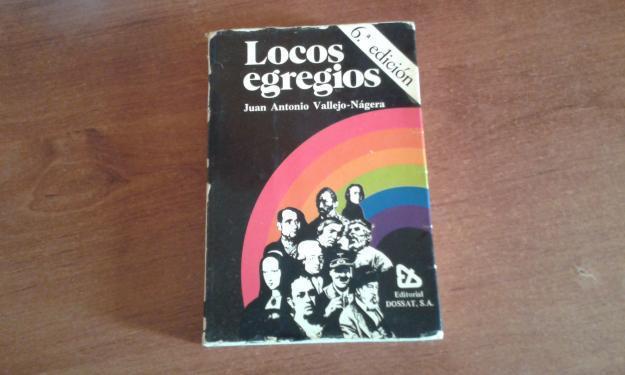 Locos
egregios
6.ª edición
Juan Antonio Vallejo-Nágera
Editorial
DOSSAT, S.A.